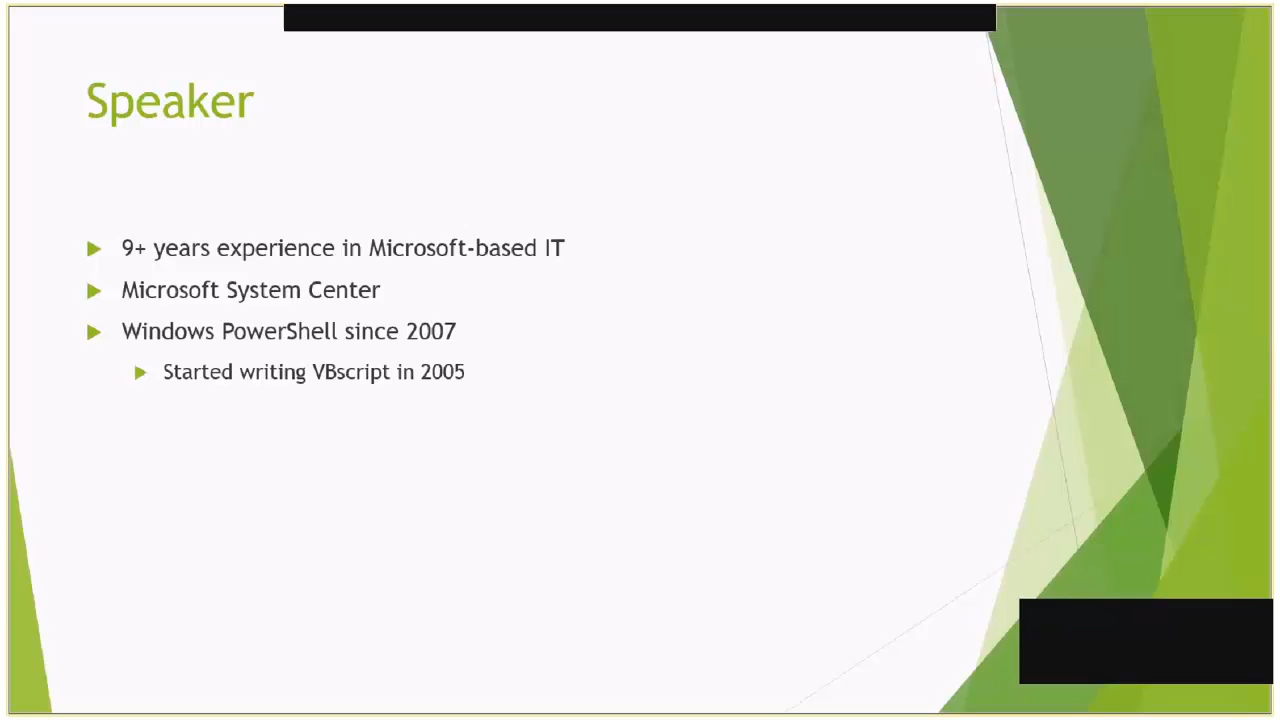 Speaker
9+ years experience in Microsoft-based IT
Microsoft System Center
Windows PowerShell since 2007
Started writing VBscript in 2005